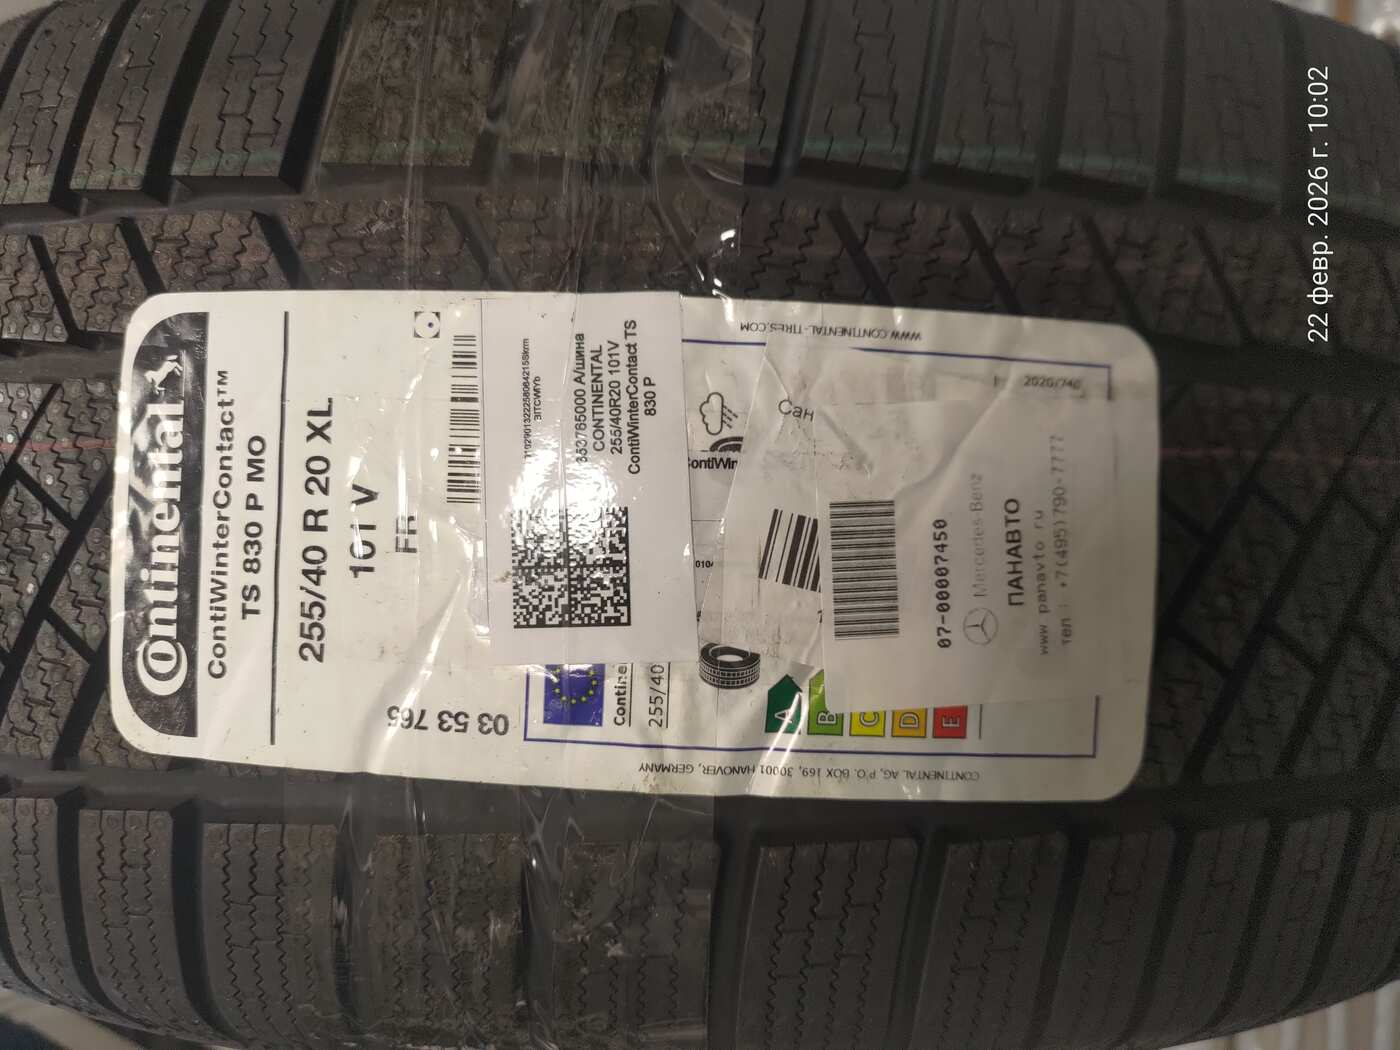 Continental
ContiWinterContact™
TS 830 P MO
255/40 R 20 XL
101 V
FR
03 53 765
353765000 А/шина
CONTINENTAL
255/40R20 101V
ContiWinterContact TS
830 P
WWW.CONTINENTAL-TIRES.COM
2020/740
255/40
A
B
C
D
E
CONTINENTAL AG, P.O. BOX 169, 30001 HANOVER, GERMANY
Сан
07-00007450
Mercedes Benz
ПАНАВТО
www panavto ru
тел.: +7(495)790-7777
22 февр. 2026 г. 10:02